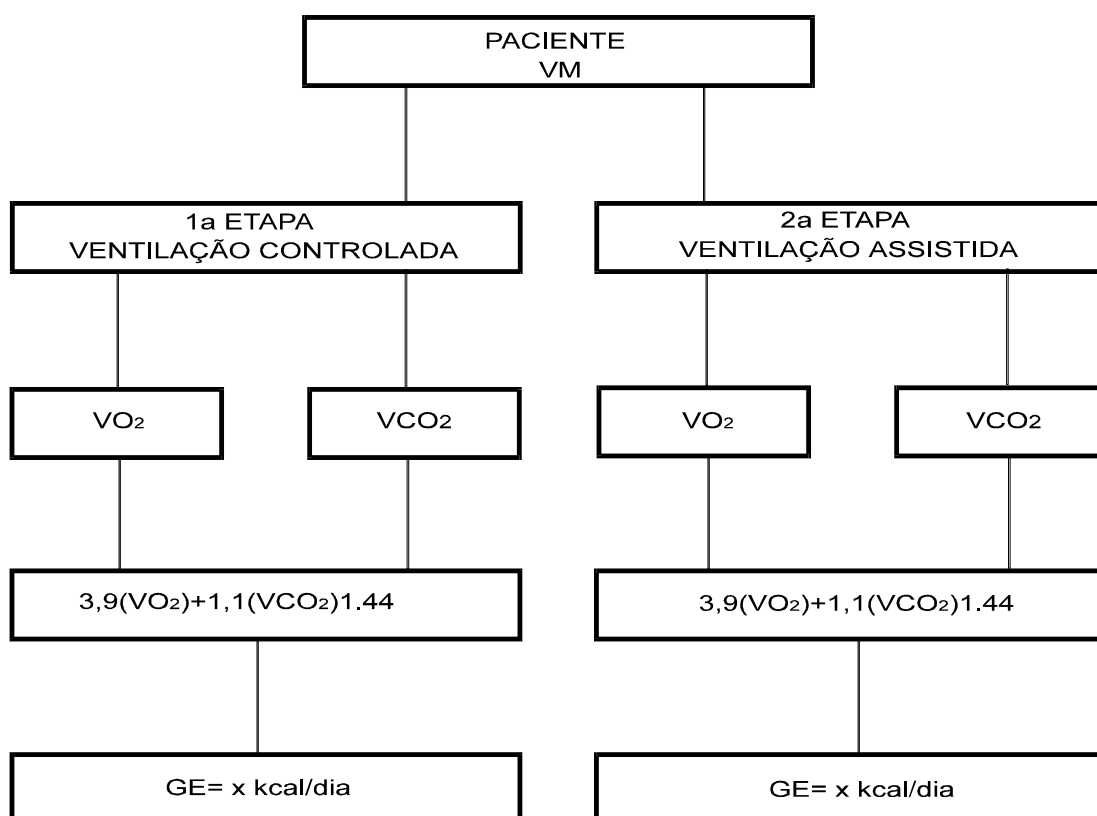 PACIENTE
VM
1a ETAPA
VENTILAÇÃO CONTROLADA
2a ETAPA
VENTILAÇÃO ASSISTIDA
VO₂
VCO₂
VO₂
VCO₂
3,9(VO₂)+1,1(VCO₂)1.44
3,9(VO₂)+1,1(VCO₂)1.44
GE= x kcal/dia
GE= x kcal/dia